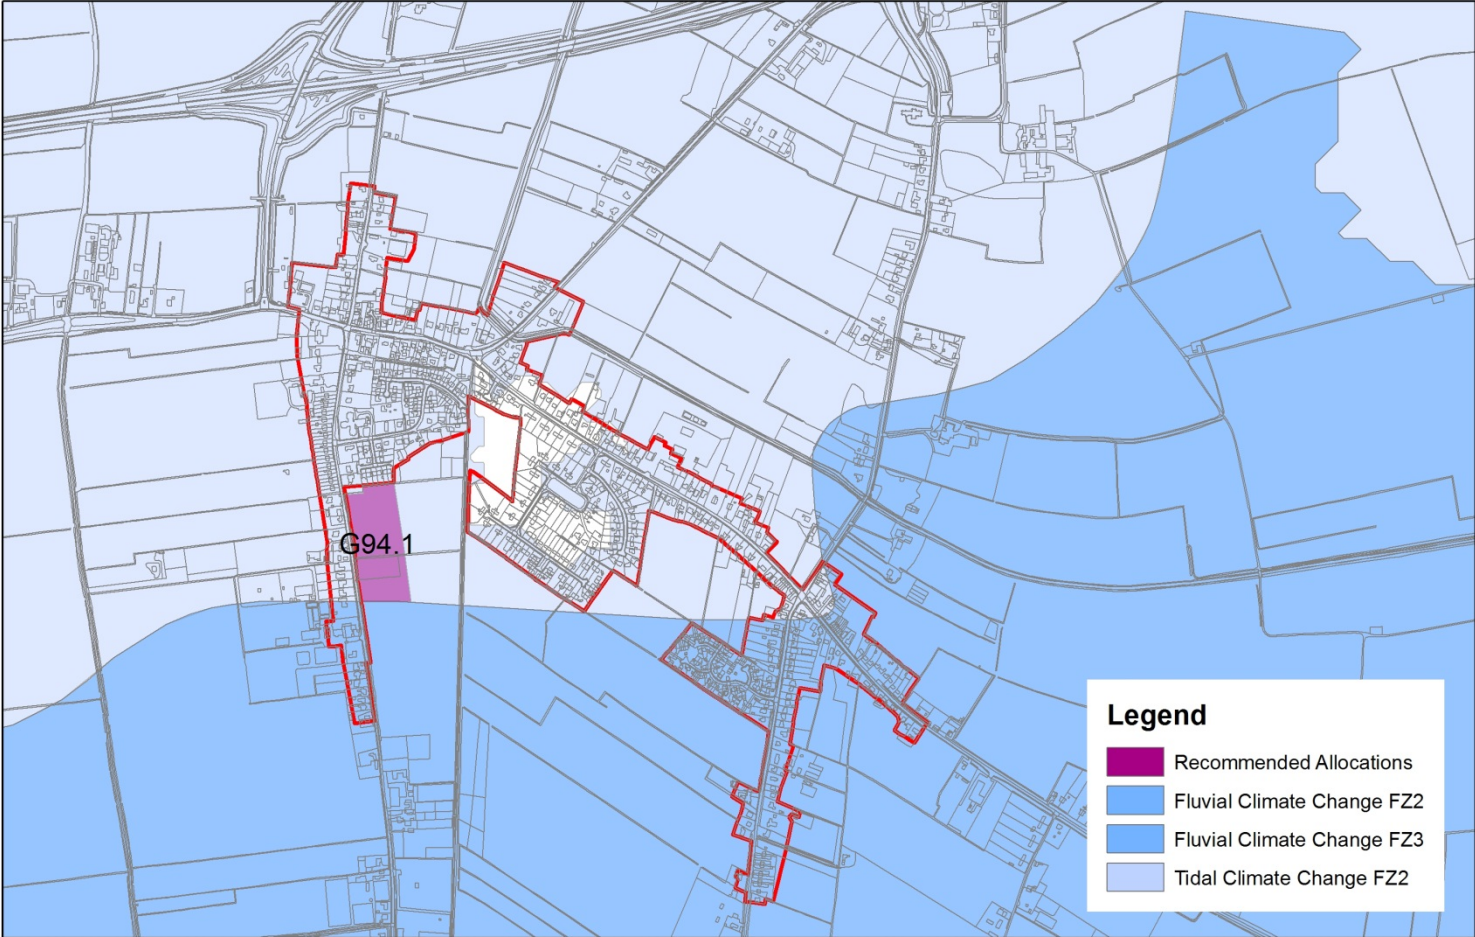 G94.1
Legend
Recommended Allocations
Fluvial Climate Change FZ2
Fluvial Climate Change FZ3
Tidal Climate Change FZ2